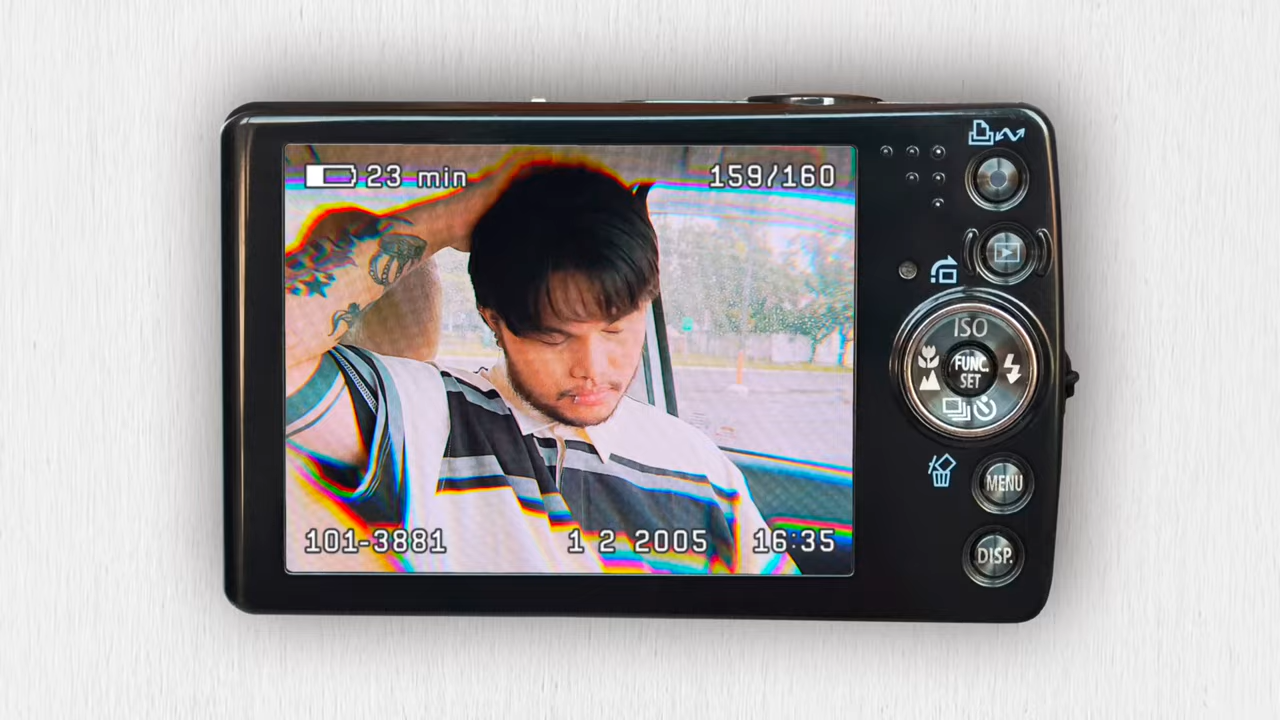 23 min
159/160
101-3881
1 2 2005
16:35
ISO
FUNC.
SET
MENU
DISP.